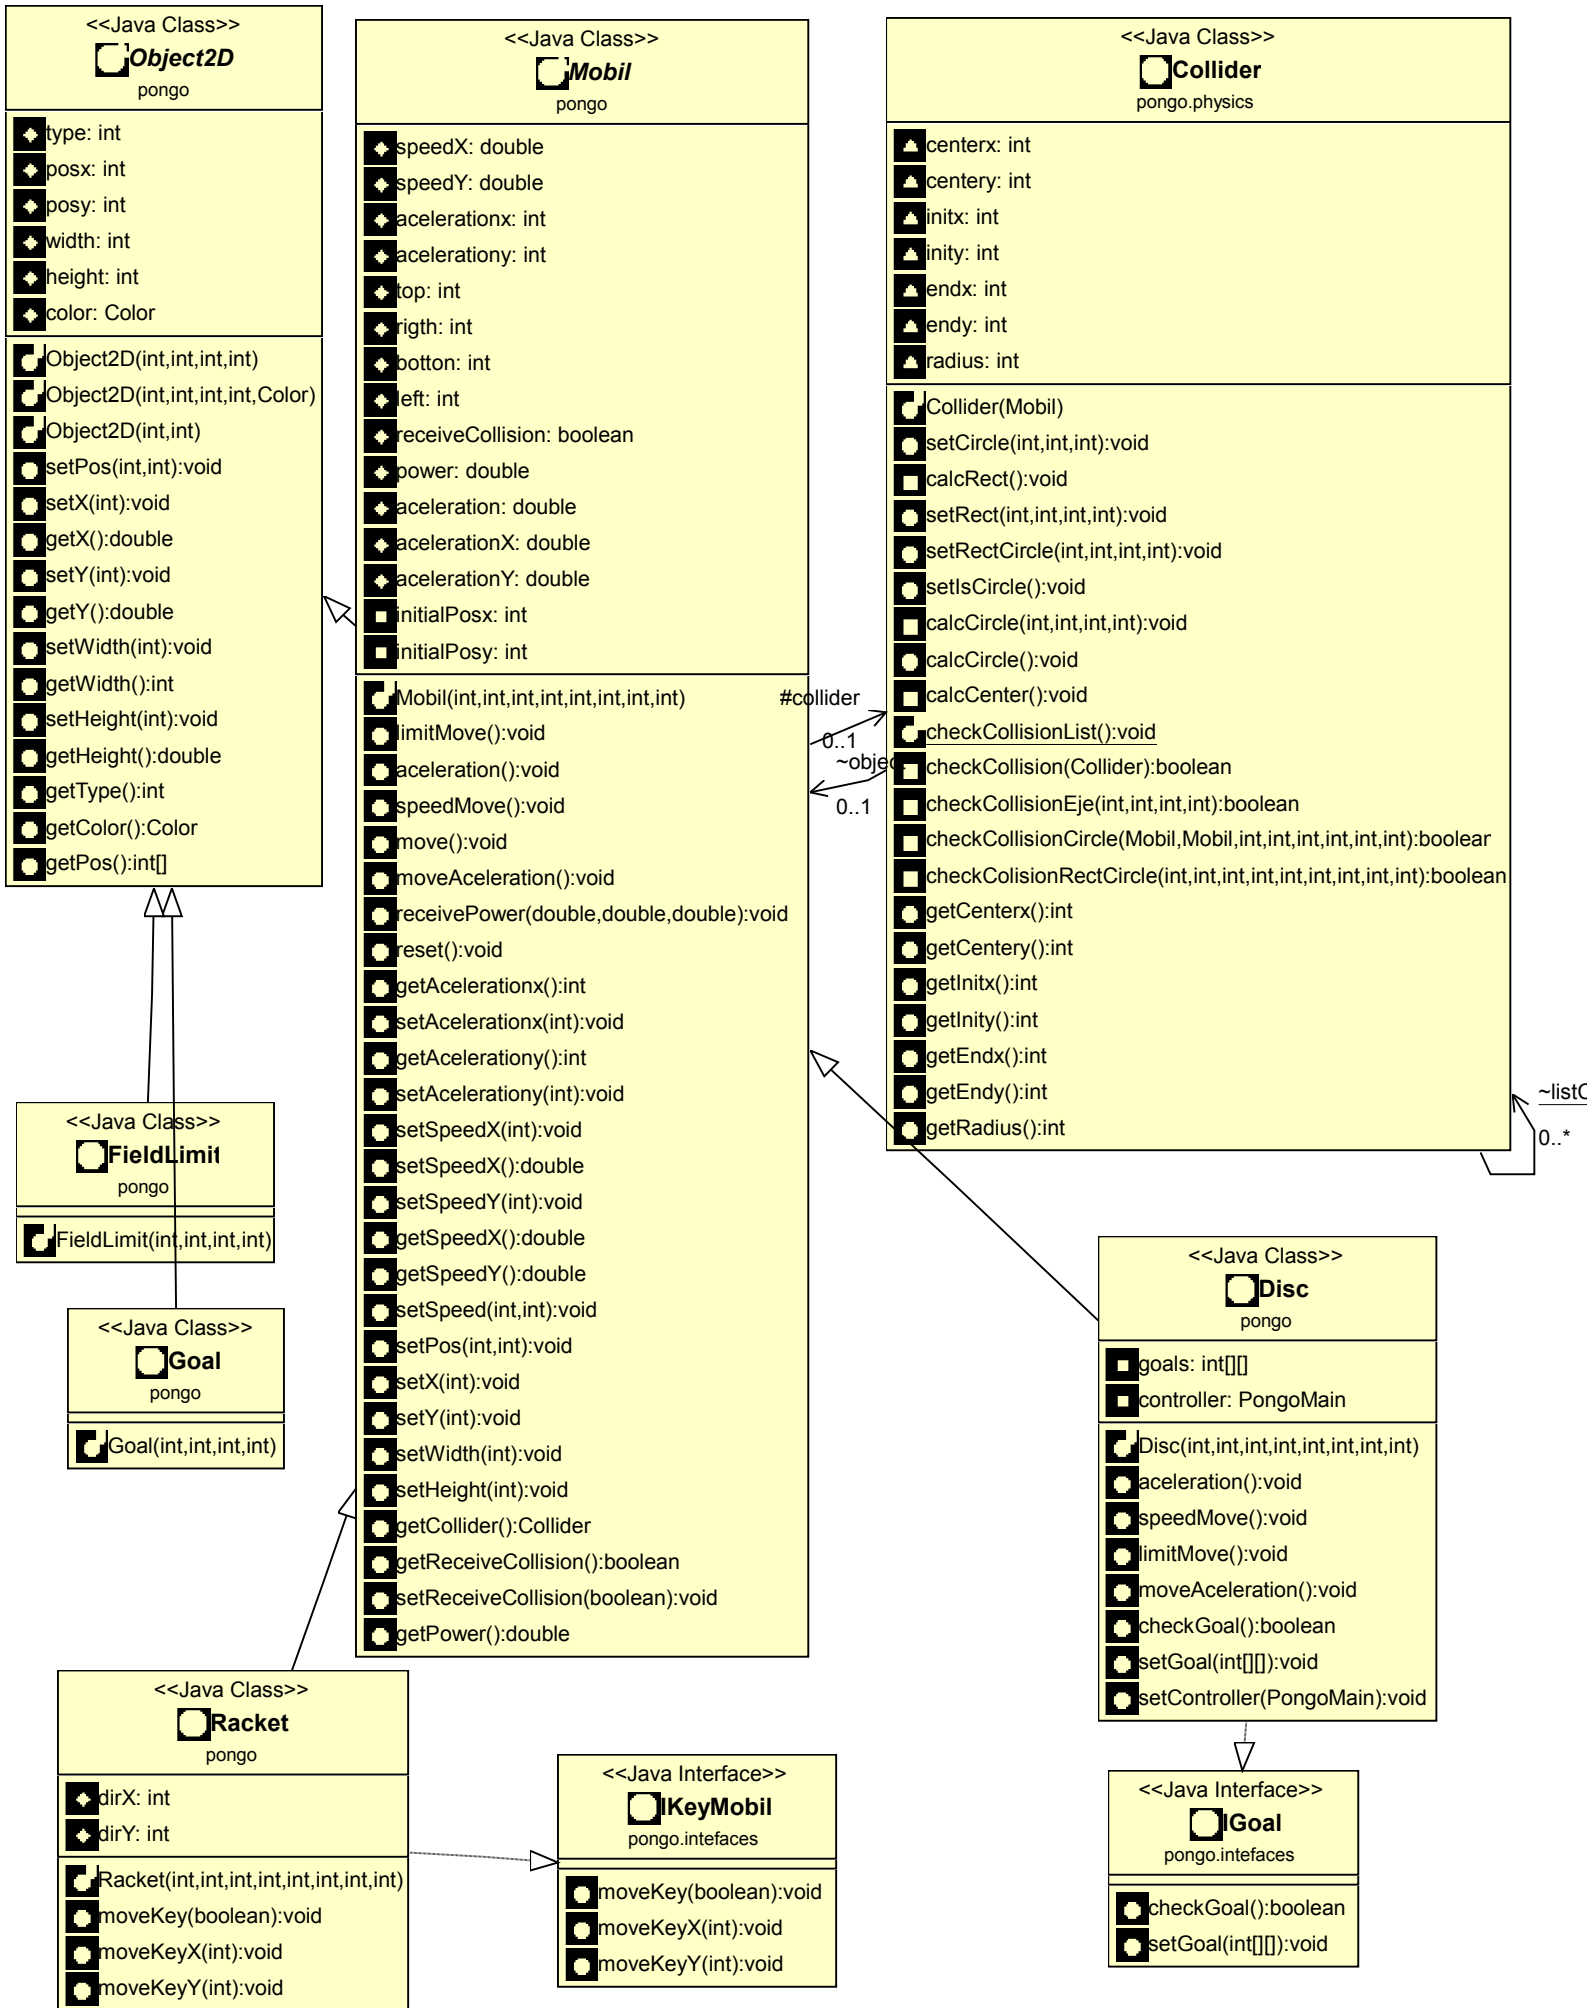 <<Java Class>>
Object2D
pongo
type: int
posx: int
posy: int
width: int
height: int
color: Color
Object2D(int,int,int,int)
Object2D(int,int,int,int,Color)
Object2D(int,int)
setPos(int,int):void
setX(int):void
getX():double
setY(int):void
getY():double
setWidth(int):void
getWidth():int
setHeight(int):void
getHeight():double
getType():int
getColor():Color
getPos():int[]
<<Java Class>>
Mobil
pongo
speedX: double
speedY: double
acelerationx: int
acelerationy: int
top: int
rigth: int
botton: int
left: int
receiveCollision: boolean
power: double
aceleration: double
acelerationX: double
acelerationY: double
initialPosx: int
initialPosy: int
Mobil(int,int,int,int,int,int,int,int)
limitMove():void
aceleration():void
speedMove():void
move():void
moveAceleration():void
receivePower(double,double,double):void
reset():void
getAcelerationx():int
setAcelerationx(int):void
getAcelerationy():int
setAcelerationy(int):void
setSpeedX(int):void
setSpeedX():double
setSpeedY(int):void
getSpeedX():double
getSpeedY():double
setSpeed(int,int):void
setPos(int,int):void
setX(int):void
setY(int):void
setWidth(int):void
setHeight(int):void
getCollider():Collider
getReceiveCollision():boolean
setReceiveCollision(boolean):void
getPower():double
#collider
0..1
~objec
0..1
<<Java Class>>
Collider
pongo.physics
centerx: int
centery: int
initx: int
inity: int
endx: int
endy: int
radius: int
Collider(Mobil)
setCircle(int,int,int):void
calcRect():void
setRect(int,int,int,int):void
setRectCircle(int,int,int,int):void
setIsCircle():void
calcCircle(int,int,int,int):void
calcCircle():void
calcCenter():void
checkCollisionList():void
checkCollision(Collider):boolean
checkCollisionEje(int,int,int,int):boolean
checkCollisionCircle(Mobil,Mobil,int,int,int,int,int,int):boolean
checkColisionRectCircle(int,int,int,int,int,int,int,int,int):boolean
getCenterx():int
getCentery():int
getInitx():int
getInity():int
getEndx():int
getEndy():int
getRadius():int
~listC
0..*
<<Java Class>>
FieldLimit
pongo
FieldLimit(int,int,int,int)
<<Java Class>>
Goal
pongo
Goal(int,int,int,int)
<<Java Class>>
Disc
pongo
goals: int[][]
controller: PongoMain
Disc(int,int,int,int,int,int,int,int)
aceleration():void
speedMove():void
limitMove():void
moveAceleration():void
checkGoal():boolean
setGoal(int[][]):void
setController(PongoMain):void
<<Java Class>>
Racket
pongo
dirX: int
dirY: int
Racket(int,int,int,int,int,int,int,int)
moveKey(boolean):void
moveKeyX(int):void
moveKeyY(int):void
<<Java Interface>>
IKeyMobil
pongo.intefaces
moveKey(boolean):void
moveKeyX(int):void
moveKeyY(int):void
<<Java Interface>>
IGoal
pongo.intefaces
checkGoal():boolean
setGoal(int[][]):void